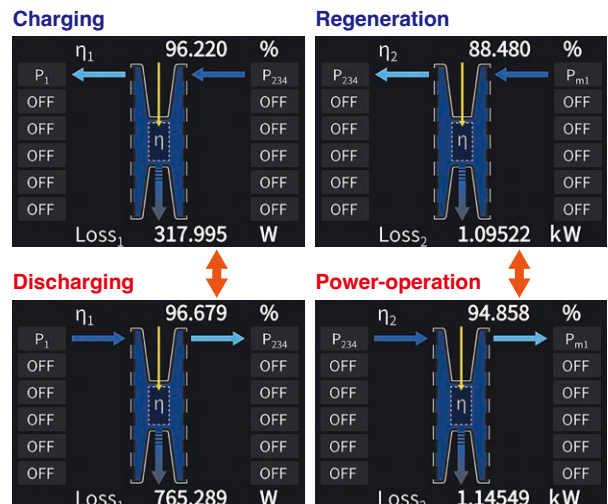 Charging
η₁ 96.220 %
P₁ P₂₃₄
OFF OFF
OFF OFF
OFF η OFF
OFF OFF
OFF OFF
Loss₁ 317.995 W
Regeneration
η₂ 88.480 %
P₂₃₄ Pₘ₁
OFF OFF
OFF OFF
OFF η OFF
OFF OFF
OFF OFF
Loss₂ 1.09522 kW
Discharging
η₁ 96.679 %
P₁ P₂₃₄
OFF OFF
OFF OFF
OFF η OFF
OFF OFF
OFF OFF
Loss₁ 765.289 W
Power-operation
η₂ 94.858 %
P₂₃₄ Pₘ₁
OFF OFF
OFF OFF
OFF η OFF
OFF OFF
OFF OFF
Loss₂ 1.14549 kW